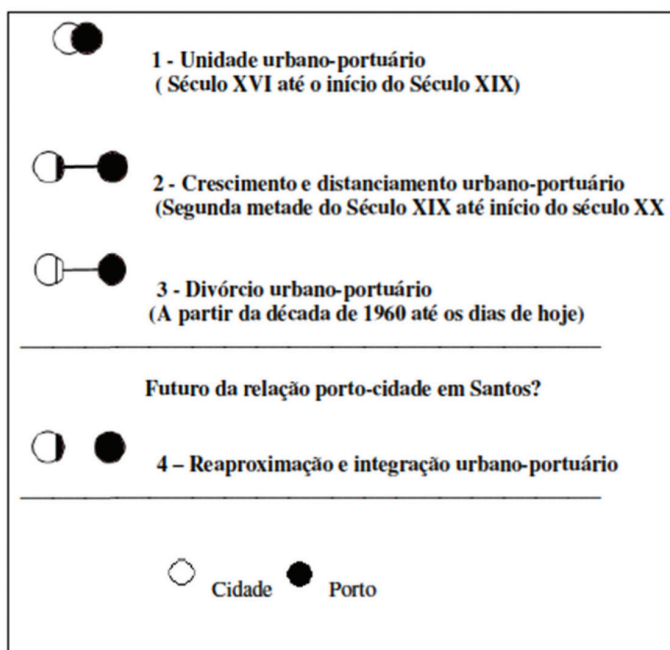 1 - Unidade urbano-portuário
( Século XVI até o início do Século XIX)
2 - Crescimento e distanciamento urbano-portuário
(Segunda metade do Século XIX até início do século XX
3 - Divórcio urbano-portuário
(A partir da década de 1960 até os dias de hoje)
Futuro da relação porto-cidade em Santos?
4 – Reaproximação e integração urbano-portuário
Cidade Porto